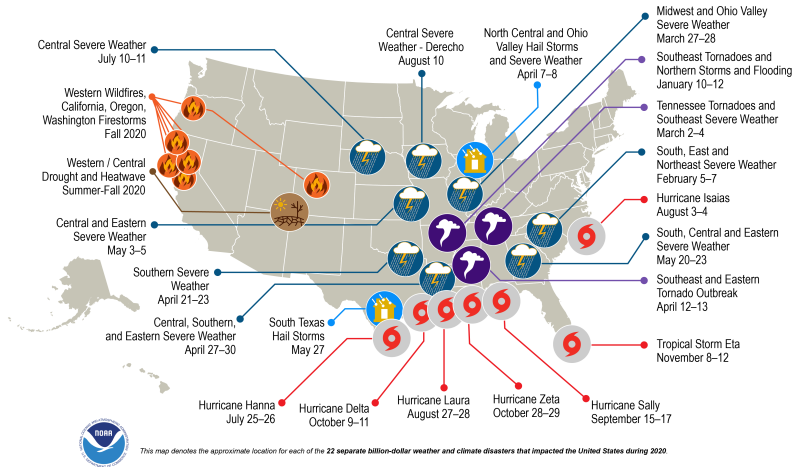 Central Severe Weather
July 10–11
Western Wildfires,
California, Oregon,
Washington Firestorms
Fall 2020
Western / Central
Drought and Heatwave
Summer-Fall 2020
Central and Eastern
Severe Weather
May 3–5
Southern Severe
Weather
April 21–23
Central, Southern,
and Eastern Severe Weather
April 27–30
Central Severe
Weather - Derecho
August 10
North Central and Ohio
Valley Hail Storms
and Severe Weather
April 7–8
Midwest and Ohio Valley
Severe Weather
March 27–28
Southeast Tornadoes and
Northern Storms and Flooding
January 10–12
Tennessee Tornadoes and
Southeast Severe Weather
March 2–4
South, East and
Northeast Severe Weather
February 5–7
Hurricane Isaias
August 3–4
South, Central and Eastern
Severe Weather
May 20–23
Southeast and Eastern
Tornado Outbreak
April 12–13
Tropical Storm Eta
November 8–12
South Texas
Hail Storms
May 27
Hurricane Hanna
July 25–26
Hurricane Delta
October 9–11
Hurricane Laura
August 27–28
Hurricane Zeta
October 28–29
Hurricane Sally
September 15–17
NOAA
This map denotes the approximate location for each of the 22 separate billion-dollar weather and climate disasters that impacted the United States during 2020.